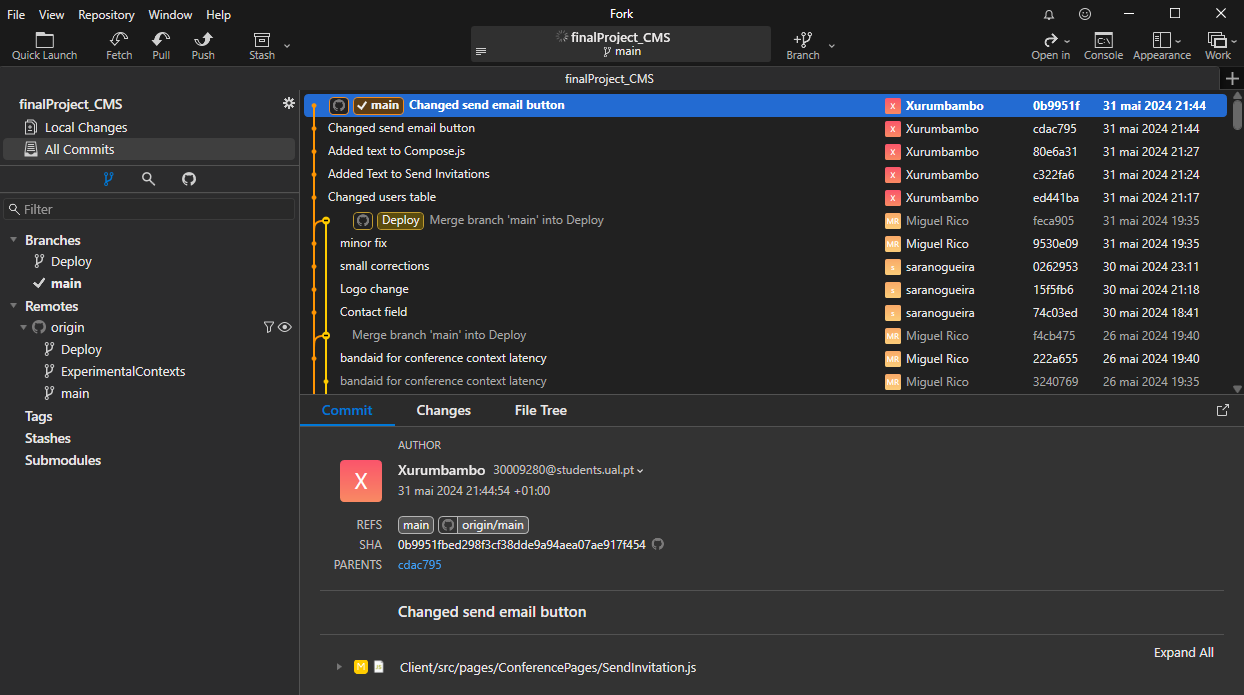 File View Repository Window Help Fork
Quick Launch Fetch Pull Push Stash finalProject_CMS main Branch Open in Console Appearance Work
finalProject_CMS
finalProject_CMS
Local Changes
All Commits
Filter
Branches
Deploy
main
Remotes
origin
Deploy
ExperimentalContexts
main
Tags
Stashes
Submodules
main Changed send email button X Xurumbambo 0b9951f 31 mai 2024 21:44
Changed send email button X Xurumbambo cdac795 31 mai 2024 21:44
Added text to Compose.js X Xurumbambo 80e6a31 31 mai 2024 21:27
Added Text to Send Invitations X Xurumbambo c322fa6 31 mai 2024 21:24
Changed users table X Xurumbambo ed441ba 31 mai 2024 21:17
Deploy Merge branch 'main' into Deploy MR Miguel Rico feca905 31 mai 2024 19:35
minor fix MR Miguel Rico 9530e09 31 mai 2024 19:35
small corrections s saranogueira 0262953 30 mai 2024 23:11
Logo change s saranogueira 15f5fb6 30 mai 2024 21:18
Contact field s saranogueira 74c03ed 30 mai 2024 18:41
Merge branch 'main' into Deploy MR Miguel Rico f4cb475 26 mai 2024 19:40
bandaid for conference context latency MR Miguel Rico 222a655 26 mai 2024 19:40
bandaid for conference context latency MR Miguel Rico 3240769 26 mai 2024 19:35
Commit Changes File Tree
AUTHOR
X Xurumbambo 30009280@students.ual.pt
31 mai 2024 21:44:54 +01:00
REFS main origin/main
SHA 0b9951fbed298f3cf38dde9a94aea07ae917f454
PARENTS cdac795
Changed send email button
Expand All
M Client/src/pages/ConferencePages/SendInvitation.js